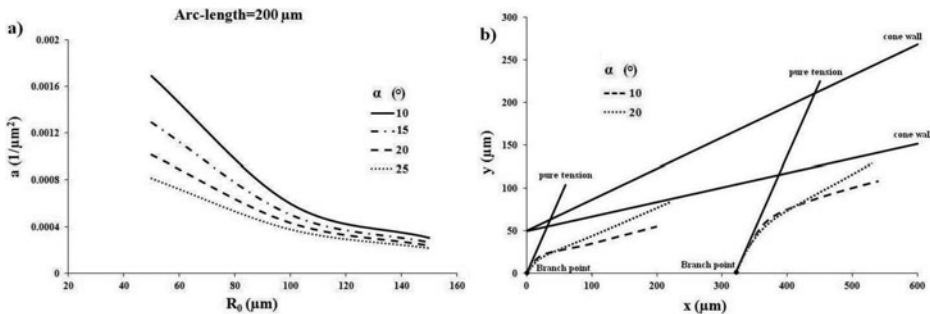 Arc-length=200 µm
a)
0.002
0.0016
0.0012
0.0008
0.0004
0
a (1/µm²)
α (º)
10
15
20
25
20 40 60 80 100 120 140 160
R₀ (µm)
b)
300
250
200
150
100
50
0
y (µm)
α (º)
10
20
cone wall
pure tension
cone wall
pure tension
Branch point
Branch point
0 100 200 300 400 500 600
x (µm)